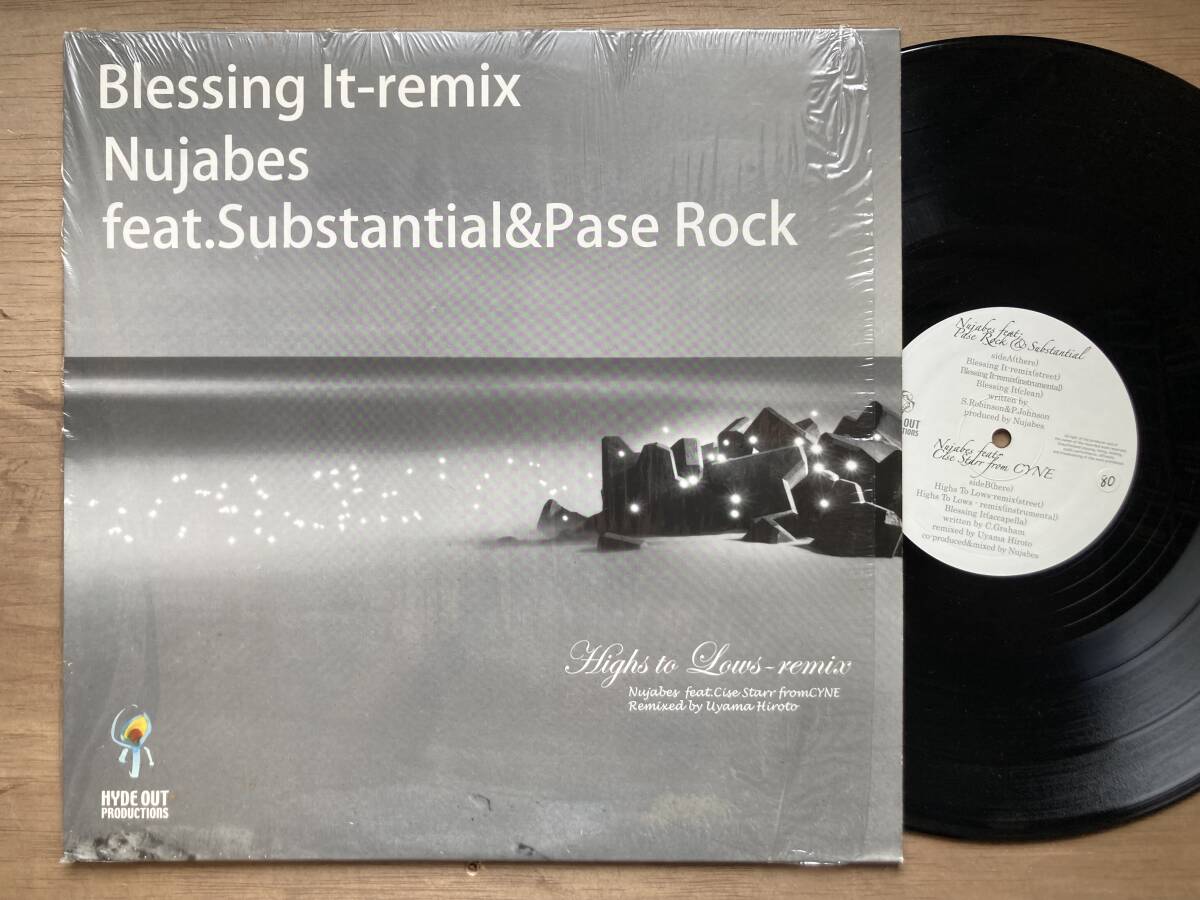 Blessing It-remix
Nujabes
feat.Substantial&Pase Rock
Highs to Lows-remix
Nujabes feat.Cise Starr fromCYNE
Remixed by Uyama Hiroto
HYDE OUT
PRODUCTIONS
Nujabes feat.
Pase Rock & Substantial
sideA(there)
Blessing It-remix(street)
Blessing It-remix(instrumental)
Blessing It(clean)
written by
S.Robinson&P.Johnson
produced by Nujabes
OUT
TIONS
80
Nujabes feat.
Cise Starr from CYNE
sideB(here)
Highs To Lows-remix(street)
Highs To Lows - remix(instrumental)
Blessing It(accapella)
written by C.Graham
remixed by Uyama Hiroto
co-produced&mixed by Nujabes